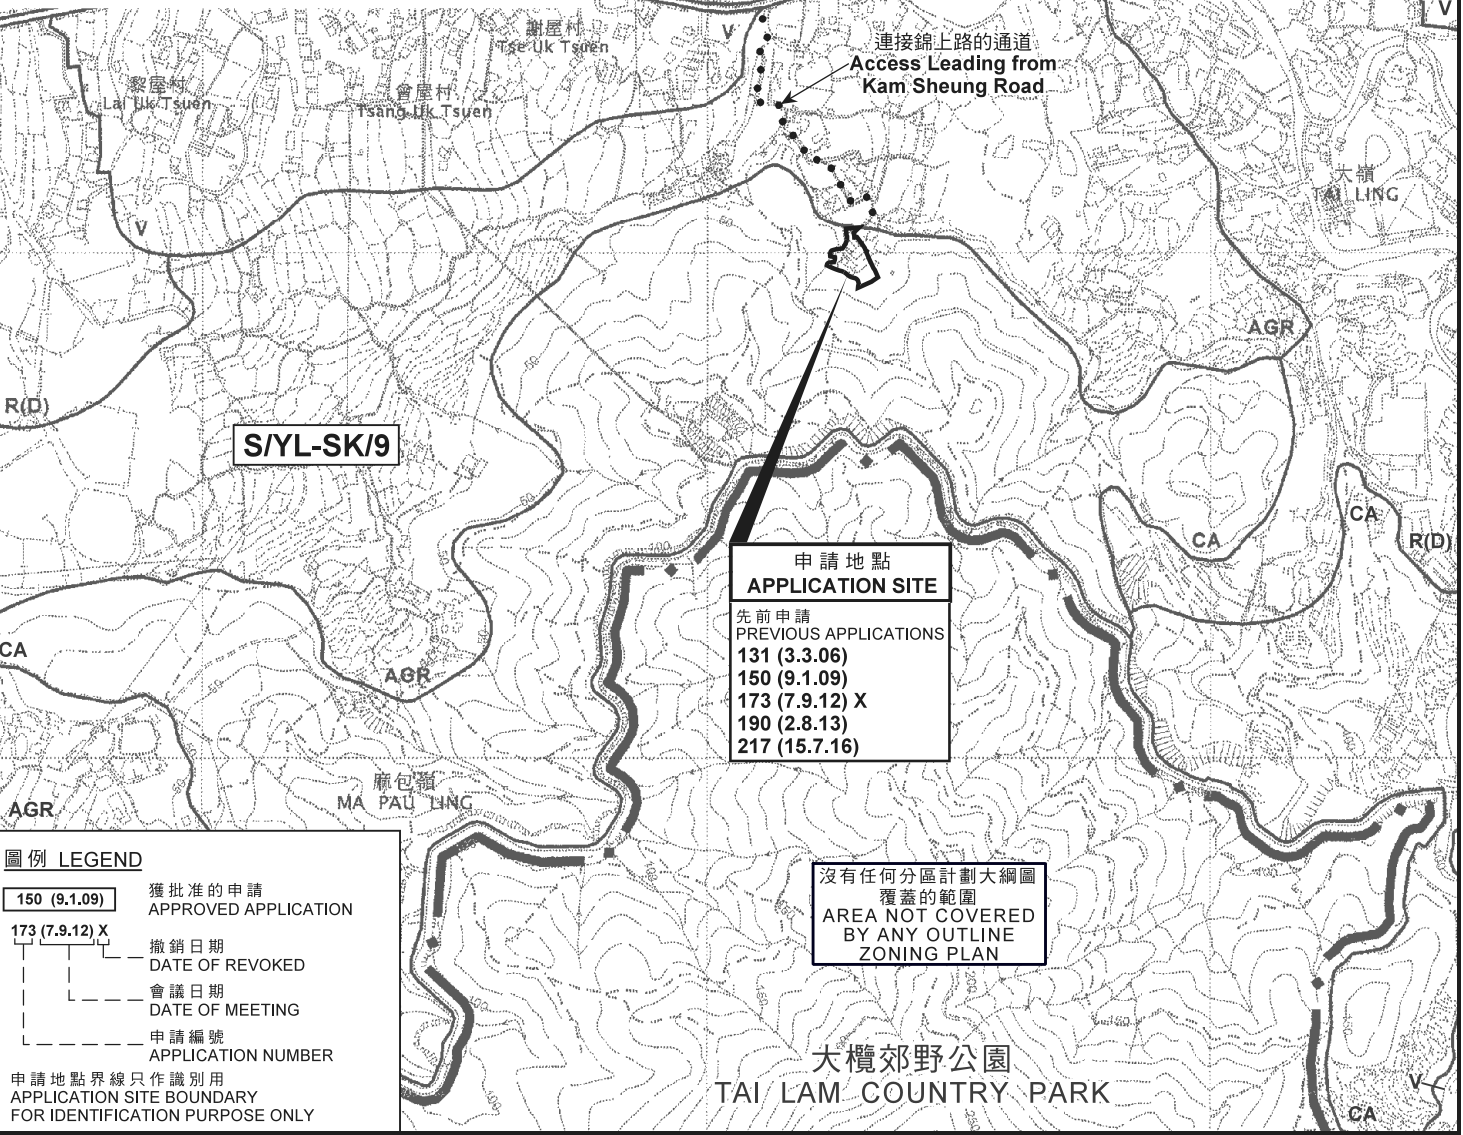 謝屋村
Tse Uk Tsuen
V
V
連接錦上路的通道
Access Leading from
Kam Sheung Road
黎屋村
Lai Uk Tsuen
會屋村
Tsang Uk Tsuen
大嶺
TAI LING
V
AGR
R(D)
S/YL-SK/9
50
50
CA
CA
R(D)
200
申請地點
APPLICATION SITE
先前申請
PREVIOUS APPLICATIONS
131 (3.3.06)
150 (9.1.09)
173 (7.9.12) X
190 (2.8.13)
217 (15.7.16)
CA
AGR
麻包嶺
MA PAU LING
AGR
圖例 LEGEND
150 (9.1.09)
獲批准的申請
APPROVED APPLICATION
173 (7.9.12) X
撤銷日期
DATE OF REVOKED
會議日期
DATE OF MEETING
申請編號
APPLICATION NUMBER
申請地點界線只作識別用
APPLICATION SITE BOUNDARY
FOR IDENTIFICATION PURPOSE ONLY
沒有任何分區計劃大綱圖
覆蓋的範圍
AREA NOT COVERED
BY ANY OUTLINE
ZONING PLAN
大欖郊野公園
TAI LAM COUNTRY PARK
V
CA